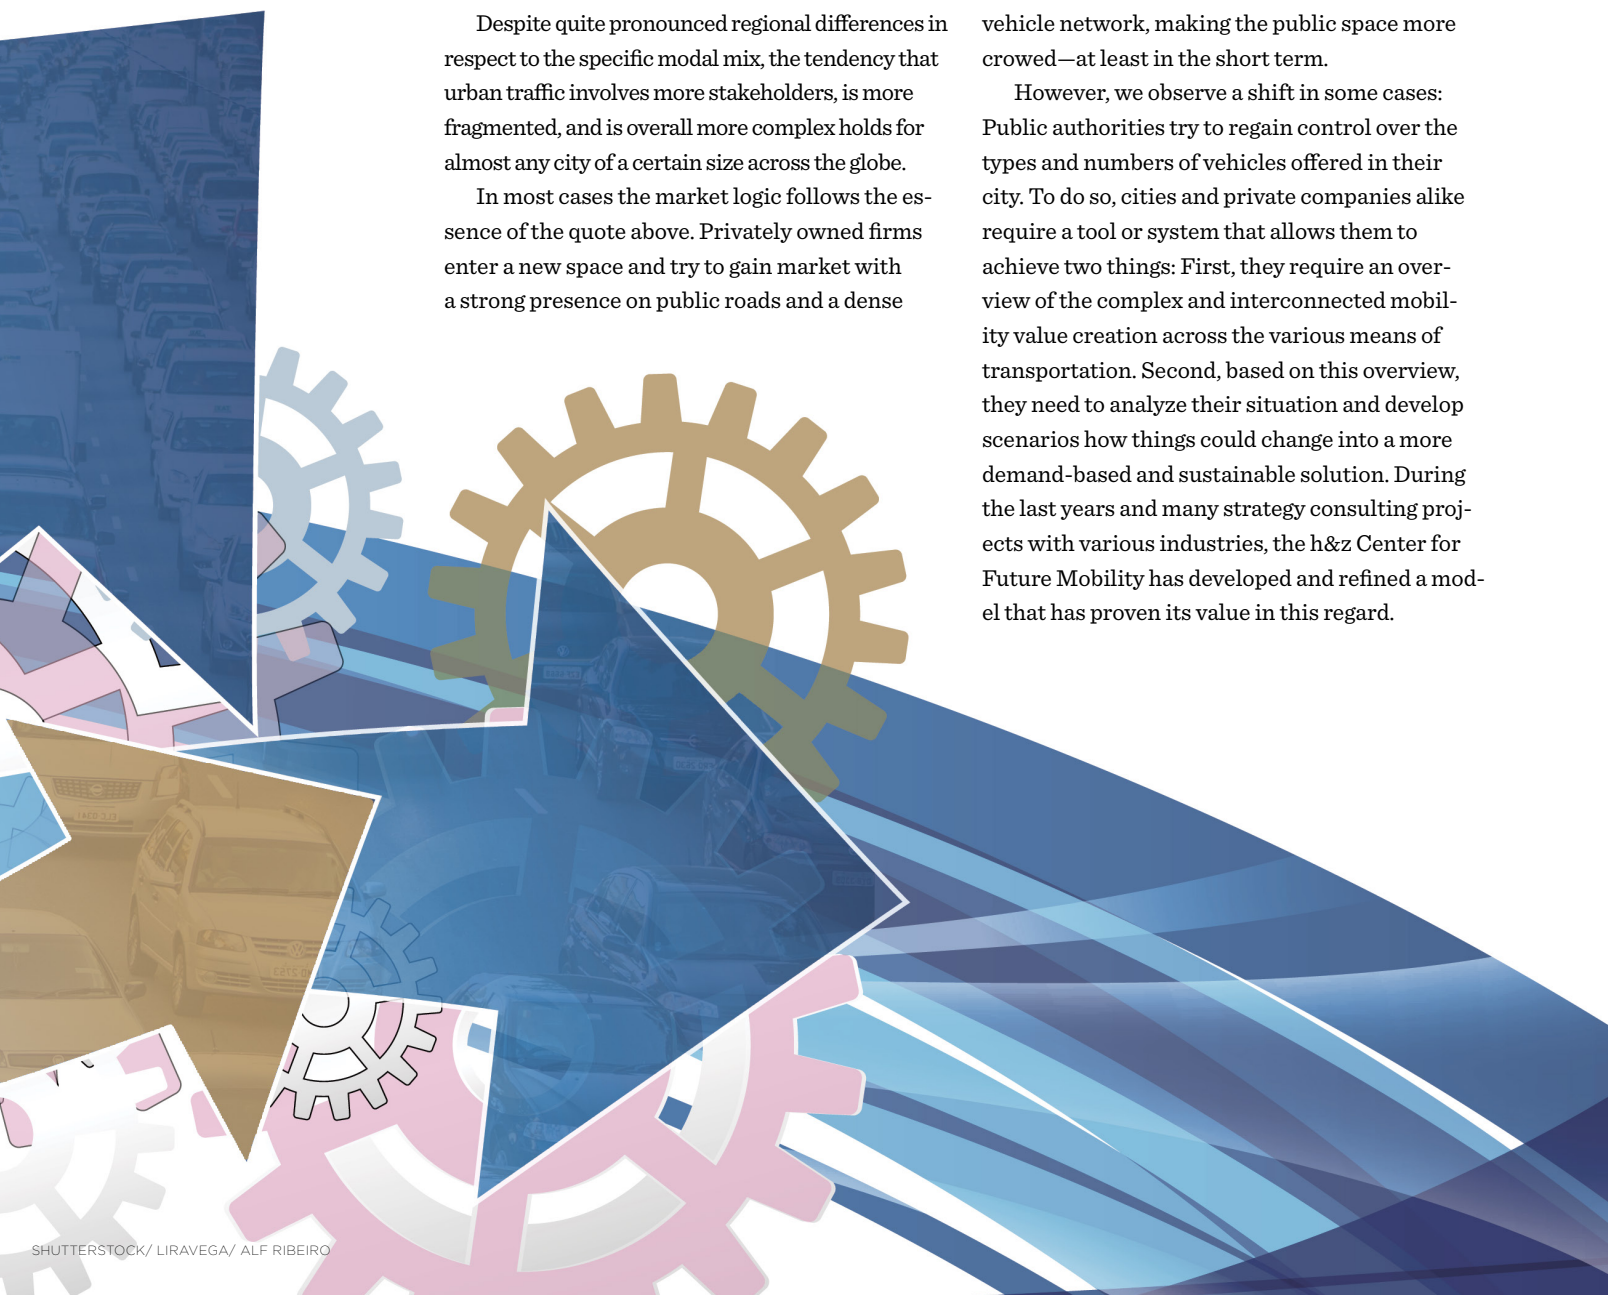 Despite quite pronounced regional differences in
respect to the specific modal mix, the tendency that
urban traffic involves more stakeholders, is more
fragmented, and is overall more complex holds for
almost any city of a certain size across the globe.
In most cases the market logic follows the es-
sence of the quote above. Privately owned firms
enter a new space and try to gain market with
a strong presence on public roads and a dense
vehicle network, making the public space more
crowed—at least in the short term.
However, we observe a shift in some cases:
Public authorities try to regain control over the
types and numbers of vehicles offered in their
city. To do so, cities and private companies alike
require a tool or system that allows them to
achieve two things: First, they require an over-
view of the complex and interconnected mobil-
ity value creation across the various means of
transportation. Second, based on this overview,
they need to analyze their situation and develop
scenarios how things could change into a more
demand-based and sustainable solution. During
the last years and many strategy consulting proj-
ects with various industries, the h&z Center for
Future Mobility has developed and refined a mod-
el that has proven its value in this regard.
SHUTTERSTOCK/ LIRAVEGA/ ALF RIBEIRO